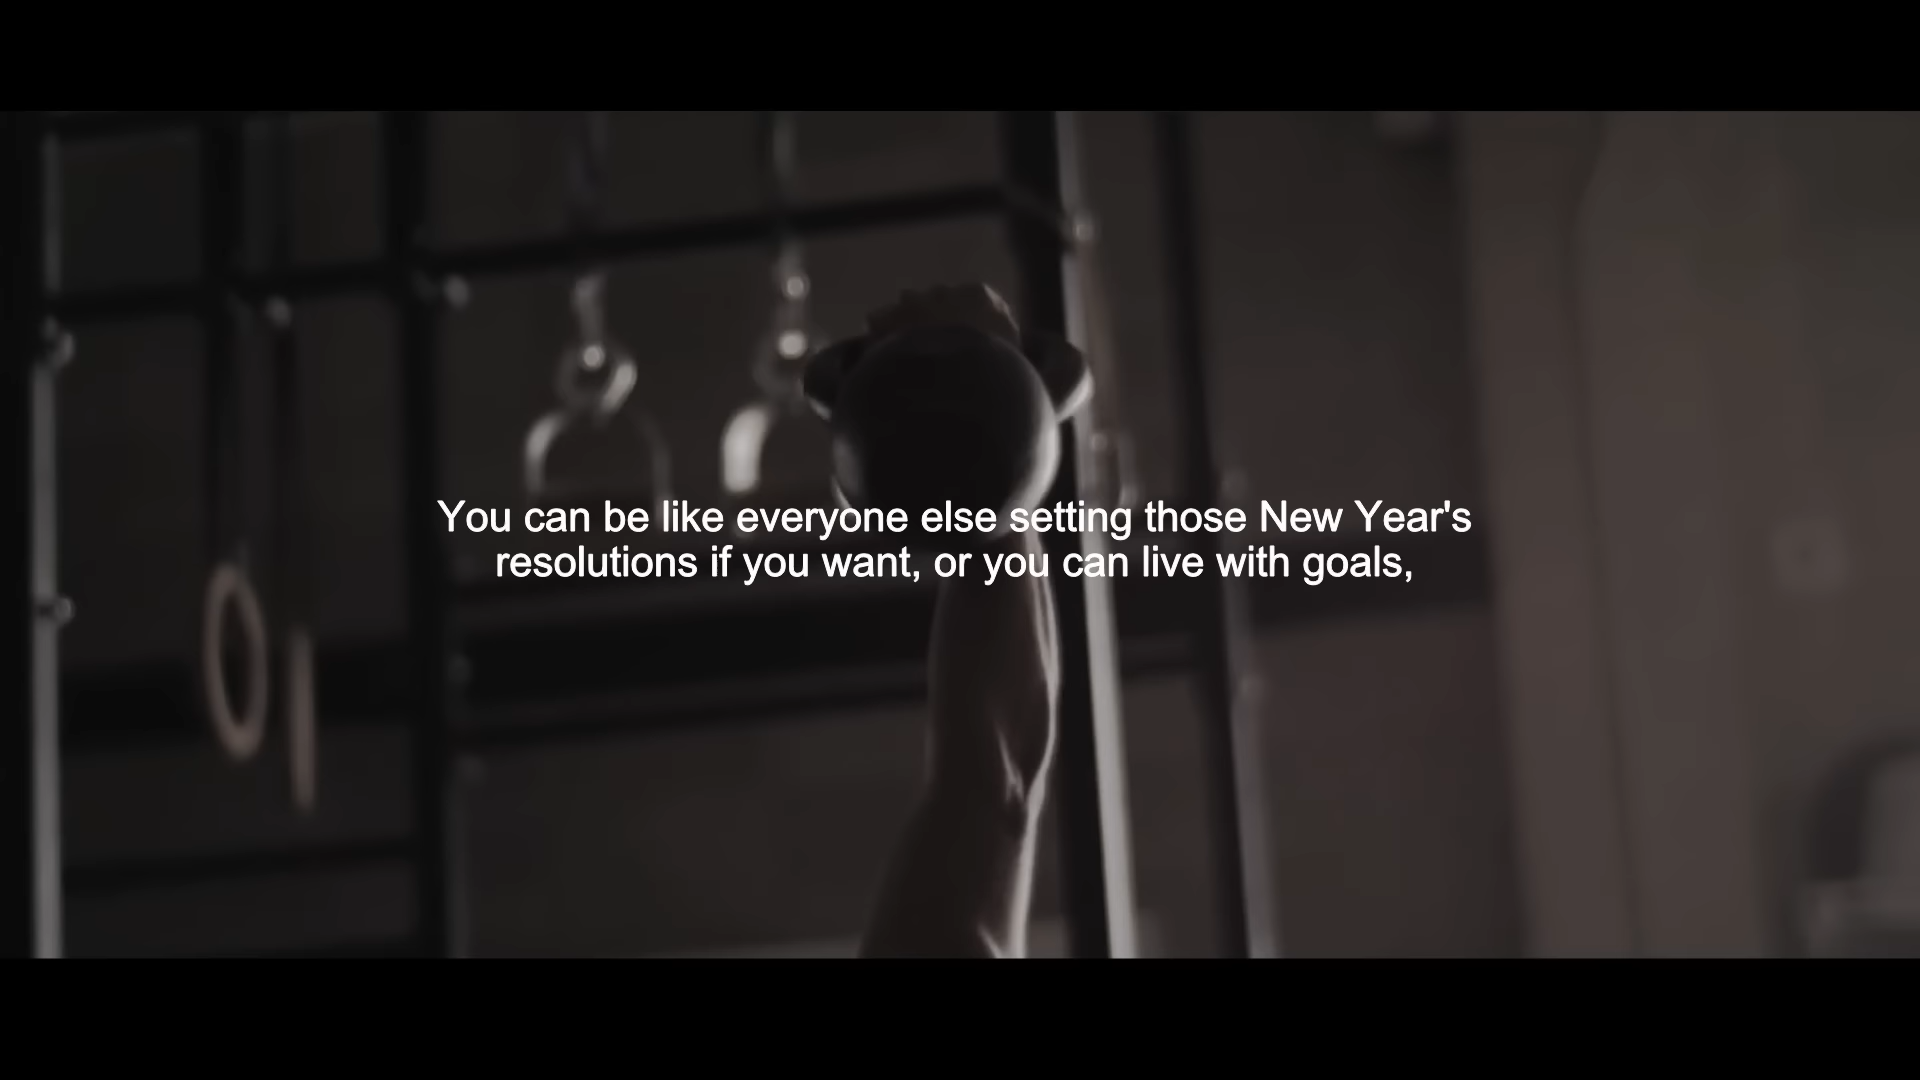 You can be like everyone else setting those New Year's
resolutions if you want, or you can live with goals,